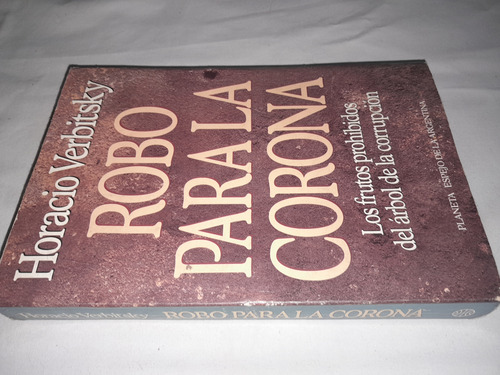 Horacio Verbitsky
ROBO
PARA LA
CORONA
Los frutos prohibidos
del árbol de la corrupción
PLANETA ESPEJO DE LA ARGENTINA
Horacio Verbitsky ROBO PARA LA CORONA